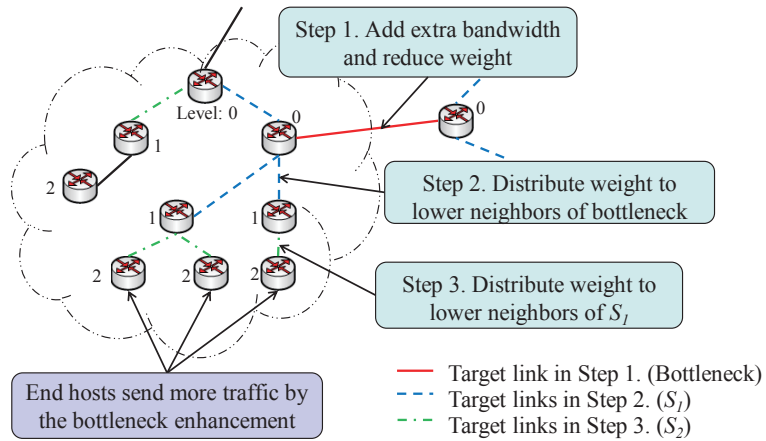 Step 1. Add extra bandwidth
and reduce weight
Level: 0
0
0
1
2
Step 2. Distribute weight to
lower neighbors of bottleneck
1
1
2
2
2
Step 3. Distribute weight to
lower neighbors of S1
End hosts send more traffic by
the bottleneck enhancement
Target link in Step 1. (Bottleneck)
Target links in Step 2. (S1)
Target links in Step 3. (S2)